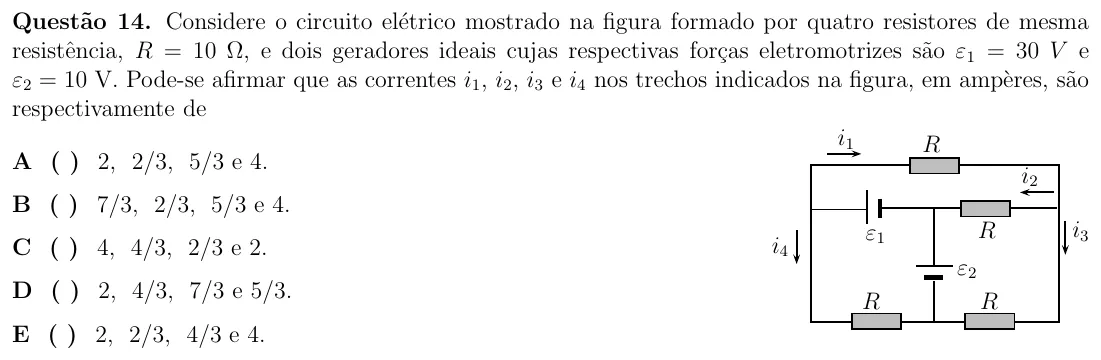 Questão 14. Considere o circuito elétrico mostrado na figura formado por quatro resistores de mesma
resistência, R = 10 Ω, e dois geradores ideais cujas respectivas forças eletromotrizes são ε₁ = 30 V e
ε₂ = 10 V. Pode-se afirmar que as correntes i₁, i₂, i₃ e i₄ nos trechos indicados na figura, em ampères, são
respectivamente de
A ( ) 2, 2/3, 5/3 e 4.
B ( ) 7/3, 2/3, 5/3 e 4.
C ( ) 4, 4/3, 2/3 e 2.
D ( ) 2, 4/3, 7/3 e 5/3.
E ( ) 2, 2/3, 4/3 e 4.
i₁
R
i₂
ε₁
R
i₃
i₄
ε₂
R
R